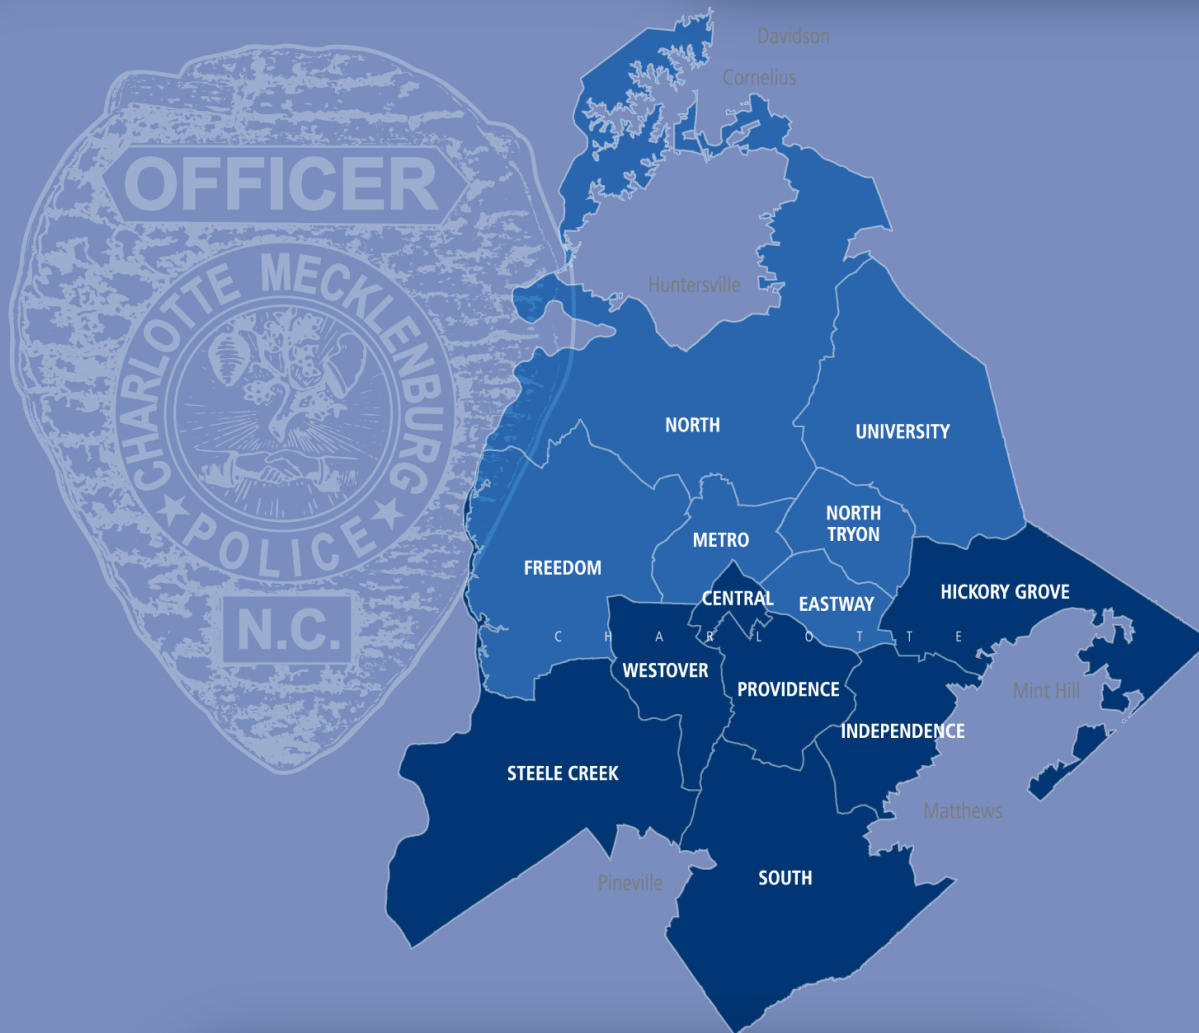 Davidson
Cornelius
OFFICER
CHARLOTTE MECKLENBURG
Huntersville
NORTH
UNIVERSITY
POLICE
NORTH
TRYON
METRO
FREEDOM
HICKORY GROVE
CENTRAL
EASTWAY
N.C.
CHARLOTTE
WESTOVER
PROVIDENCE
Mint Hill
INDEPENDENCE
STEELE CREEK
Matthews
SOUTH
Pineville